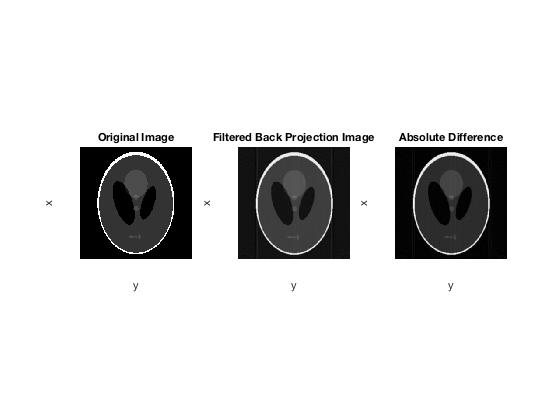 Original Image
Filtered Back Projection Image
Absolute Difference
x
x
x
y
y
y